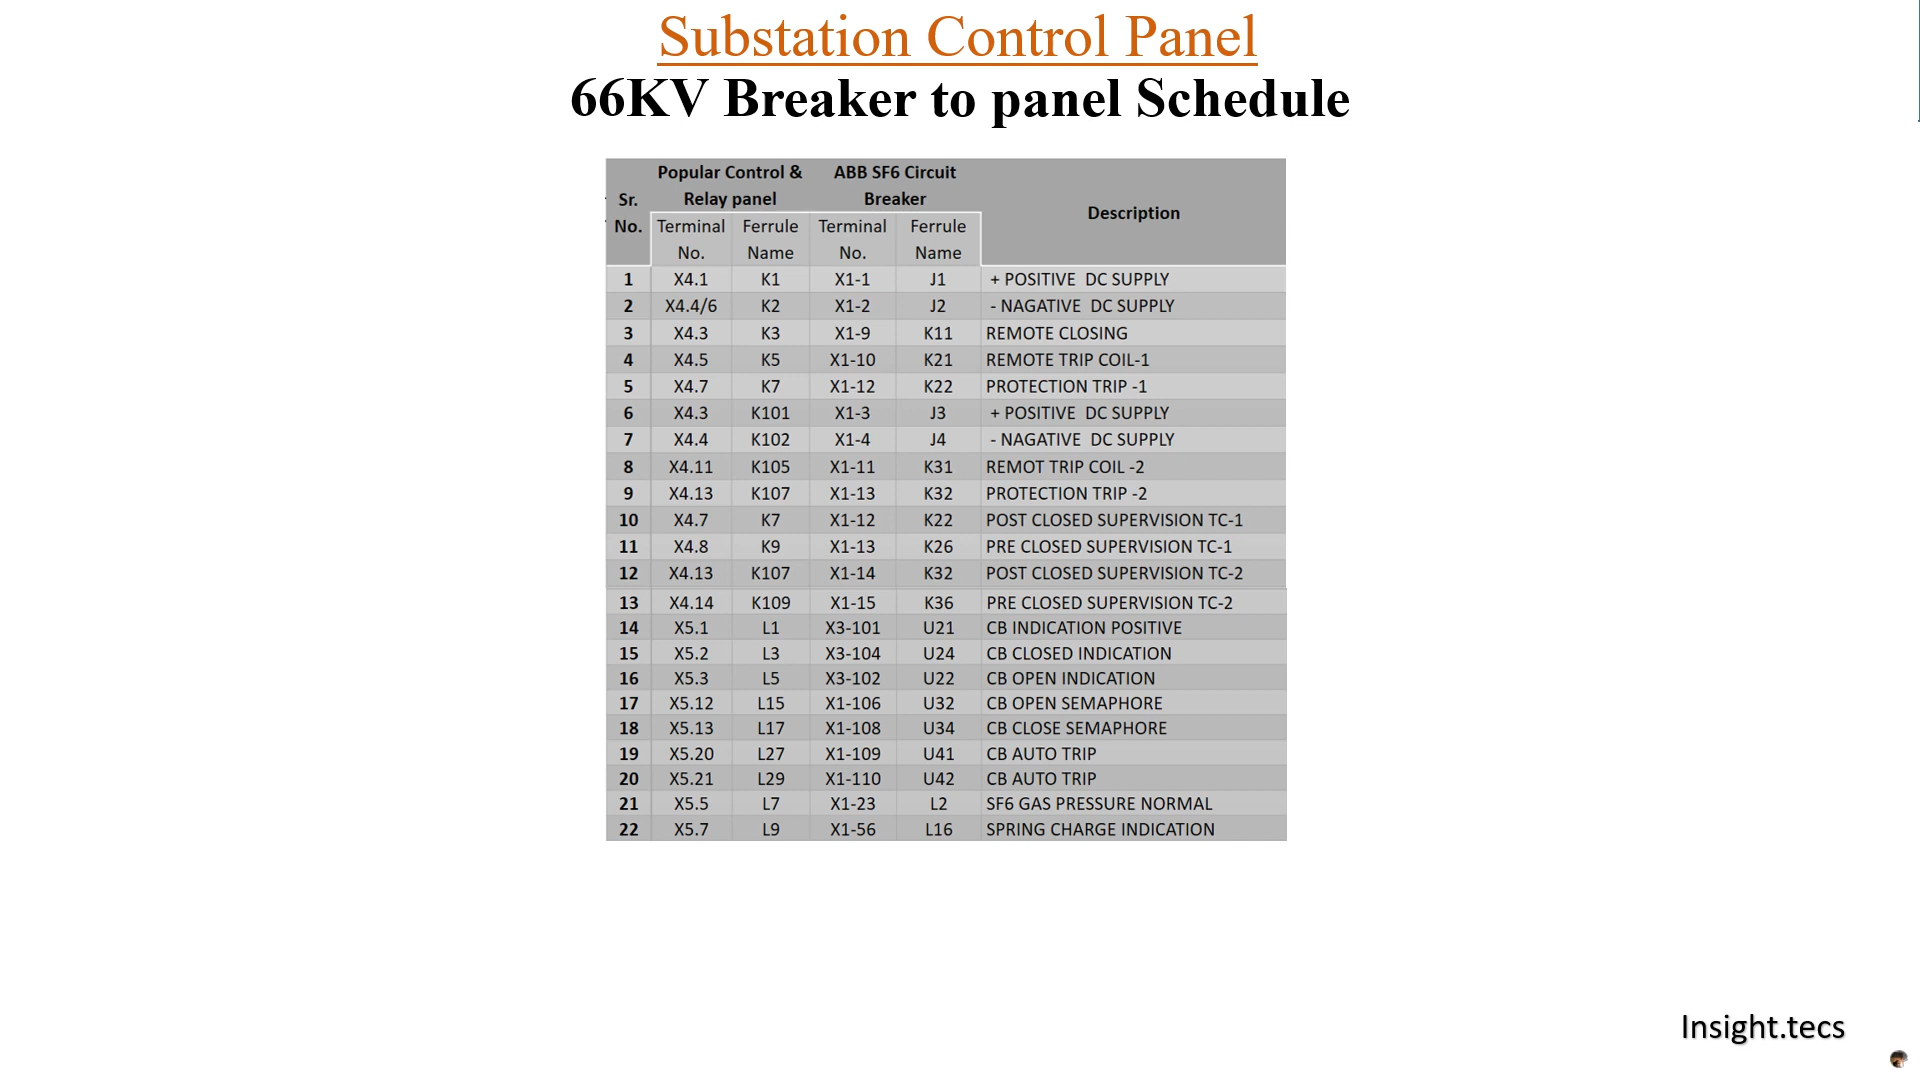 Substation Control Panel
66KV Breaker to panel Schedule
Sr. No. Popular Control & Relay panel ABB SF6 Circuit Breaker Description
Terminal No. Ferrule Name Terminal No. Ferrule Name
1 X4.1 K1 X1-1 J1 + POSITIVE DC SUPPLY
2 X4.4/6 K2 X1-2 J2 - NAGATIVE DC SUPPLY
3 X4.3 K3 X1-9 K11 REMOTE CLOSING
4 X4.5 K5 X1-10 K21 REMOTE TRIP COIL-1
5 X4.7 K7 X1-12 K22 PROTECTION TRIP -1
6 X4.3 K101 X1-3 J3 + POSITIVE DC SUPPLY
7 X4.4 K102 X1-4 J4 - NAGATIVE DC SUPPLY
8 X4.11 K105 X1-11 K31 REMOT TRIP COIL -2
9 X4.13 K107 X1-13 K32 PROTECTION TRIP -2
10 X4.7 K7 X1-12 K22 POST CLOSED SUPERVISION TC-1
11 X4.8 K9 X1-13 K26 PRE CLOSED SUPERVISION TC-1
12 X4.13 K107 X1-14 K32 POST CLOSED SUPERVISION TC-2
13 X4.14 K109 X1-15 K36 PRE CLOSED SUPERVISION TC-2
14 X5.1 L1 X3-101 U21 CB INDICATION POSITIVE
15 X5.2 L3 X3-104 U24 CB CLOSED INDICATION
16 X5.3 L5 X3-102 U22 CB OPEN INDICATION
17 X5.12 L15 X1-106 U32 CB OPEN SEMAPHORE
18 X5.13 L17 X1-108 U34 CB CLOSE SEMAPHORE
19 X5.20 L27 X1-109 U41 CB AUTO TRIP
20 X5.21 L29 X1-110 U42 CB AUTO TRIP
21 X5.5 L7 X1-23 L2 SF6 GAS PRESSURE NORMAL
22 X5.7 L9 X1-56 L16 SPRING CHARGE INDICATION
Insight.tecs